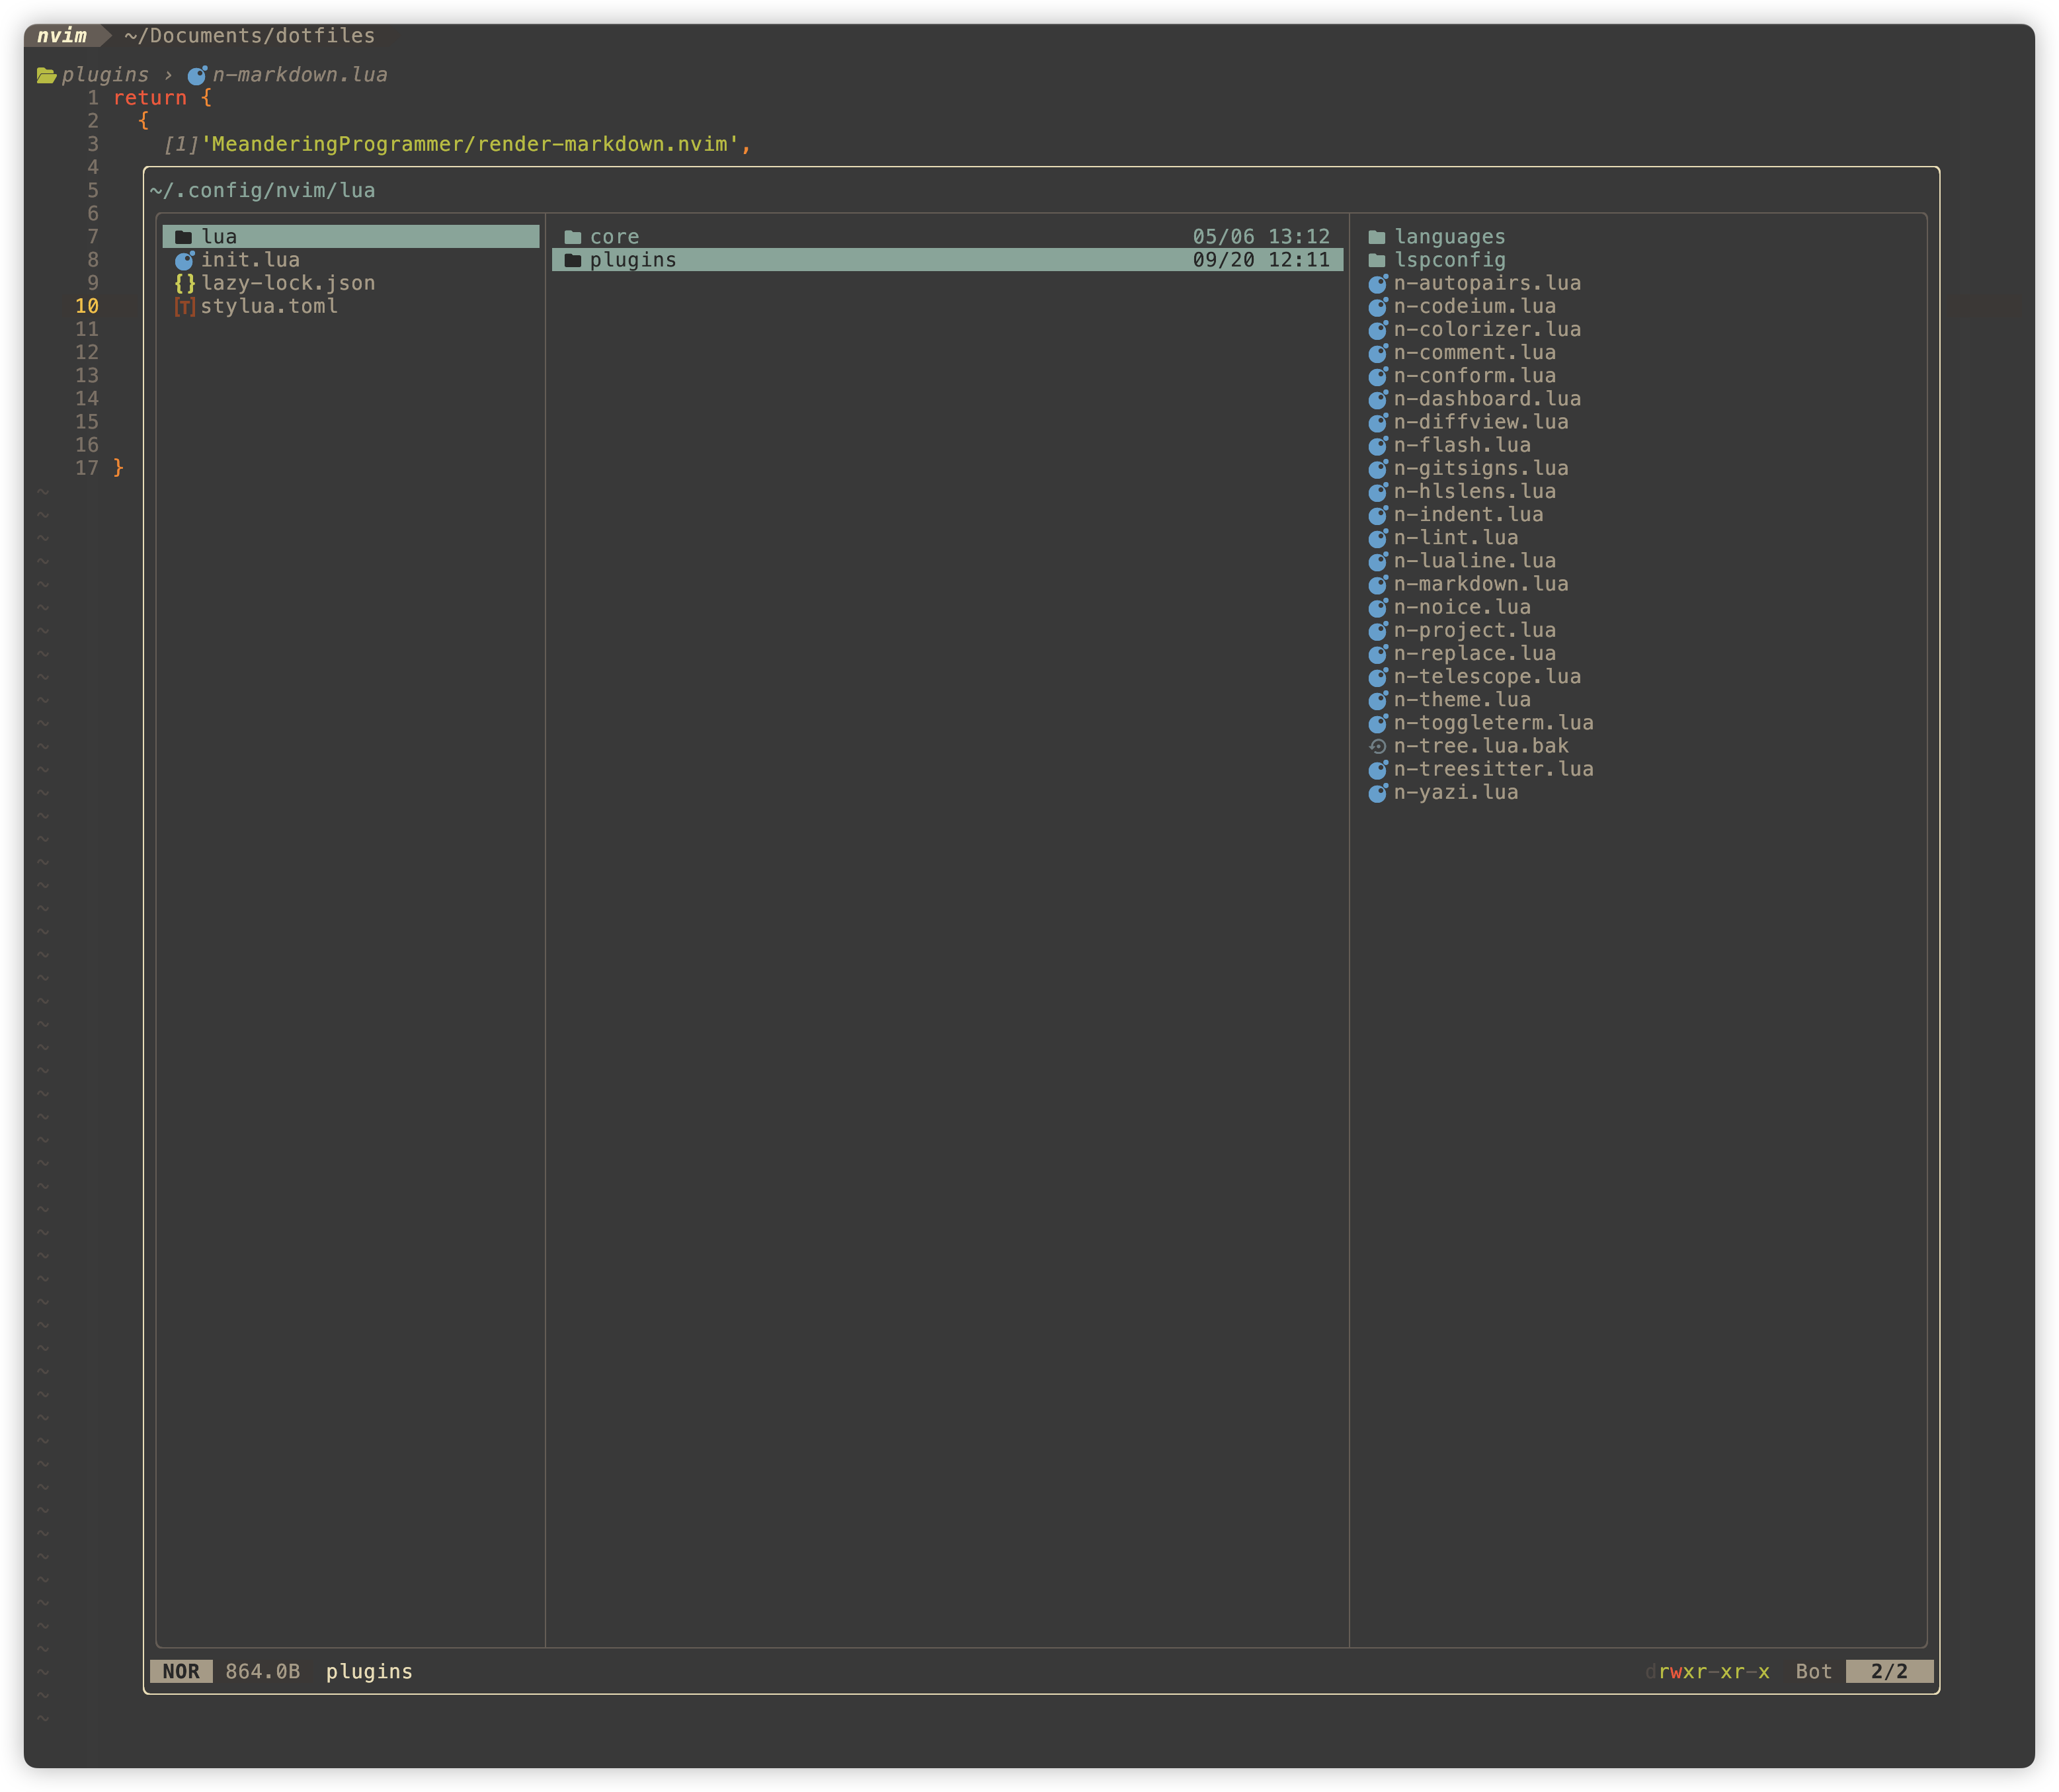 nvim ~/Documents/dotfiles
plugins › n-markdown.lua
1 return {
2 {
3 [1]'MeanderingProgrammer/render-markdown.nvim',
4
5
6
7
8
9
10
11
12
13
14
15
16
17 }
~/.config/nvim/lua
lua
init.lua
lazy-lock.json
stylua.toml
core 05/06 13:12
plugins 09/20 12:11
languages
lspconfig
n-autopairs.lua
n-codeium.lua
n-colorizer.lua
n-comment.lua
n-conform.lua
n-dashboard.lua
n-diffview.lua
n-flash.lua
n-gitsigns.lua
n-hlslens.lua
n-indent.lua
n-lint.lua
n-lualine.lua
n-markdown.lua
n-noice.lua
n-project.lua
n-replace.lua
n-telescope.lua
n-theme.lua
n-toggleterm.lua
n-tree.lua.bak
n-treesitter.lua
n-yazi.lua
NOR 864.0B plugins drwxr-xr-x Bot 2/2